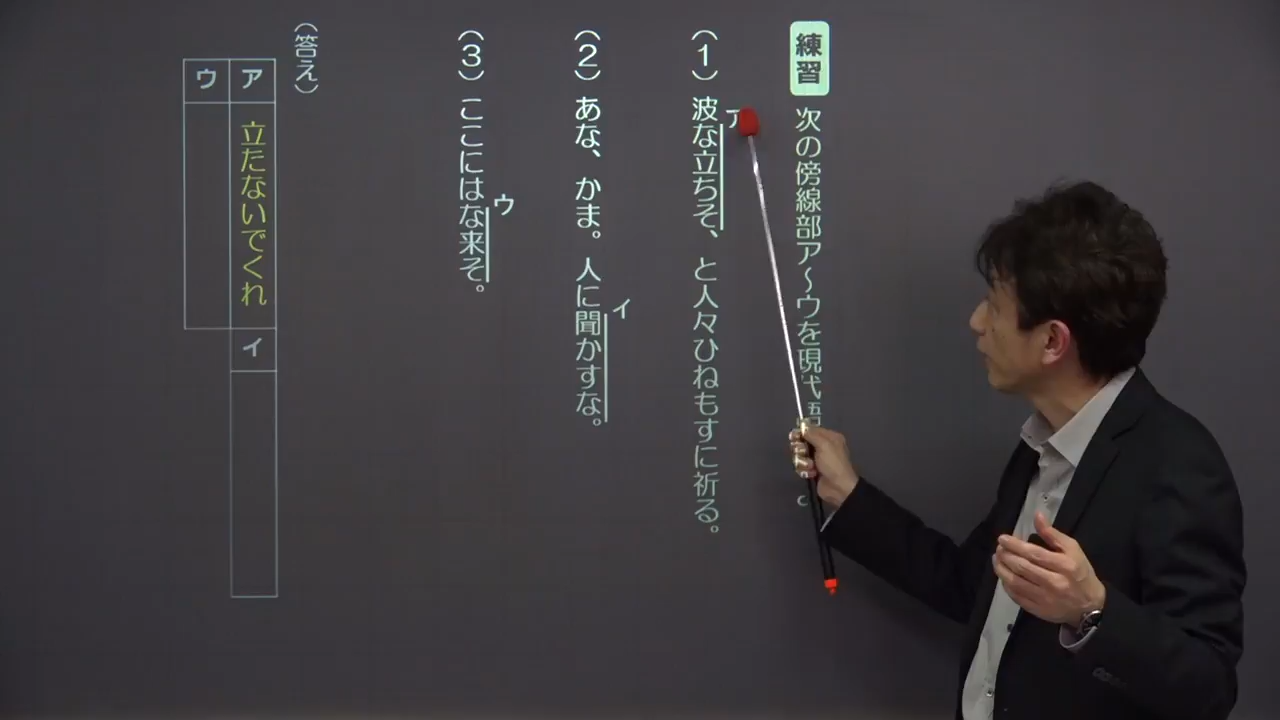 練習 次の傍線部ア～ウを現代語
(1) 波な立ちそ、と人々ひねもすに祈る。
ア
(2) あな、かま。人に聞かすな。
イ
(3) ここにはな来そ。
ウ
(答え)
ア 立たないでくれ
イ
ウ